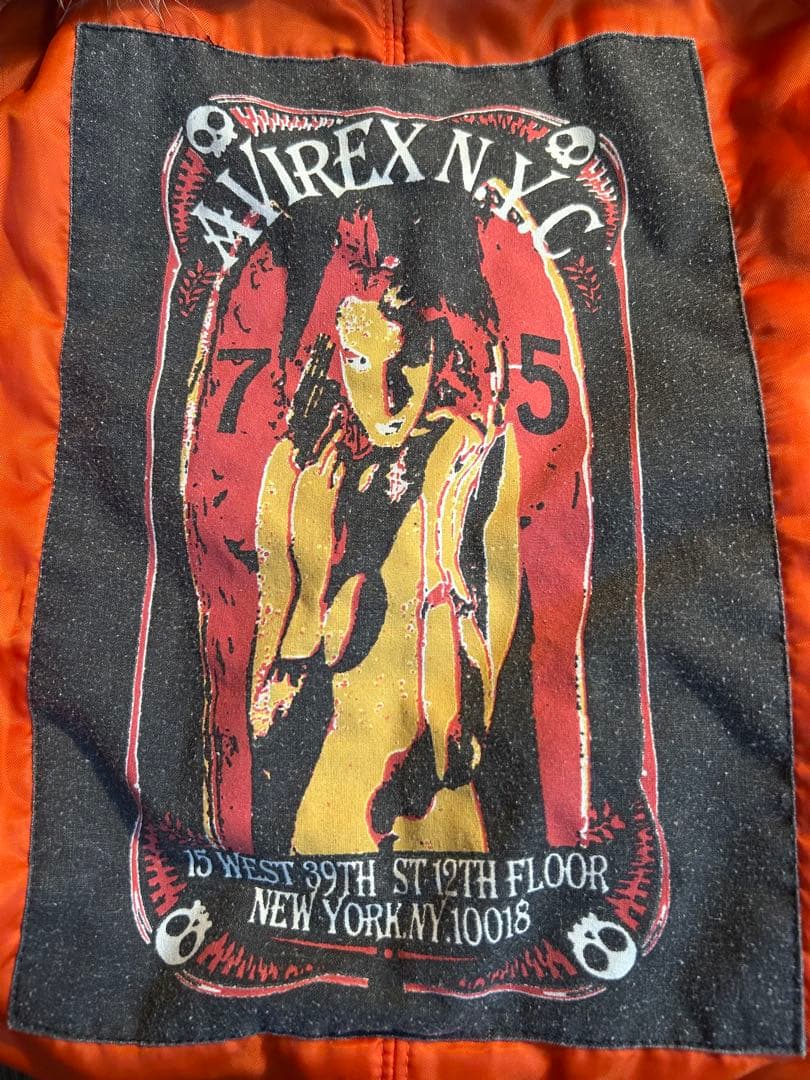 AVIREX N.Y.C
7 5
15 WEST 39TH ST 12TH FLOOR
NEW YORK.NY.10018